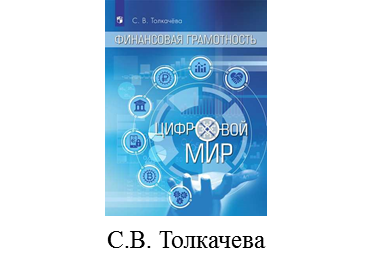 С. В. Толкачёва
ФИНАНСОВАЯ ГРАМОТНОСТЬ
ЦИФРОВОЙ
МИР
С.В. Толкачева